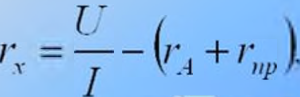 r_x = U/I − (r_A + r_пр).